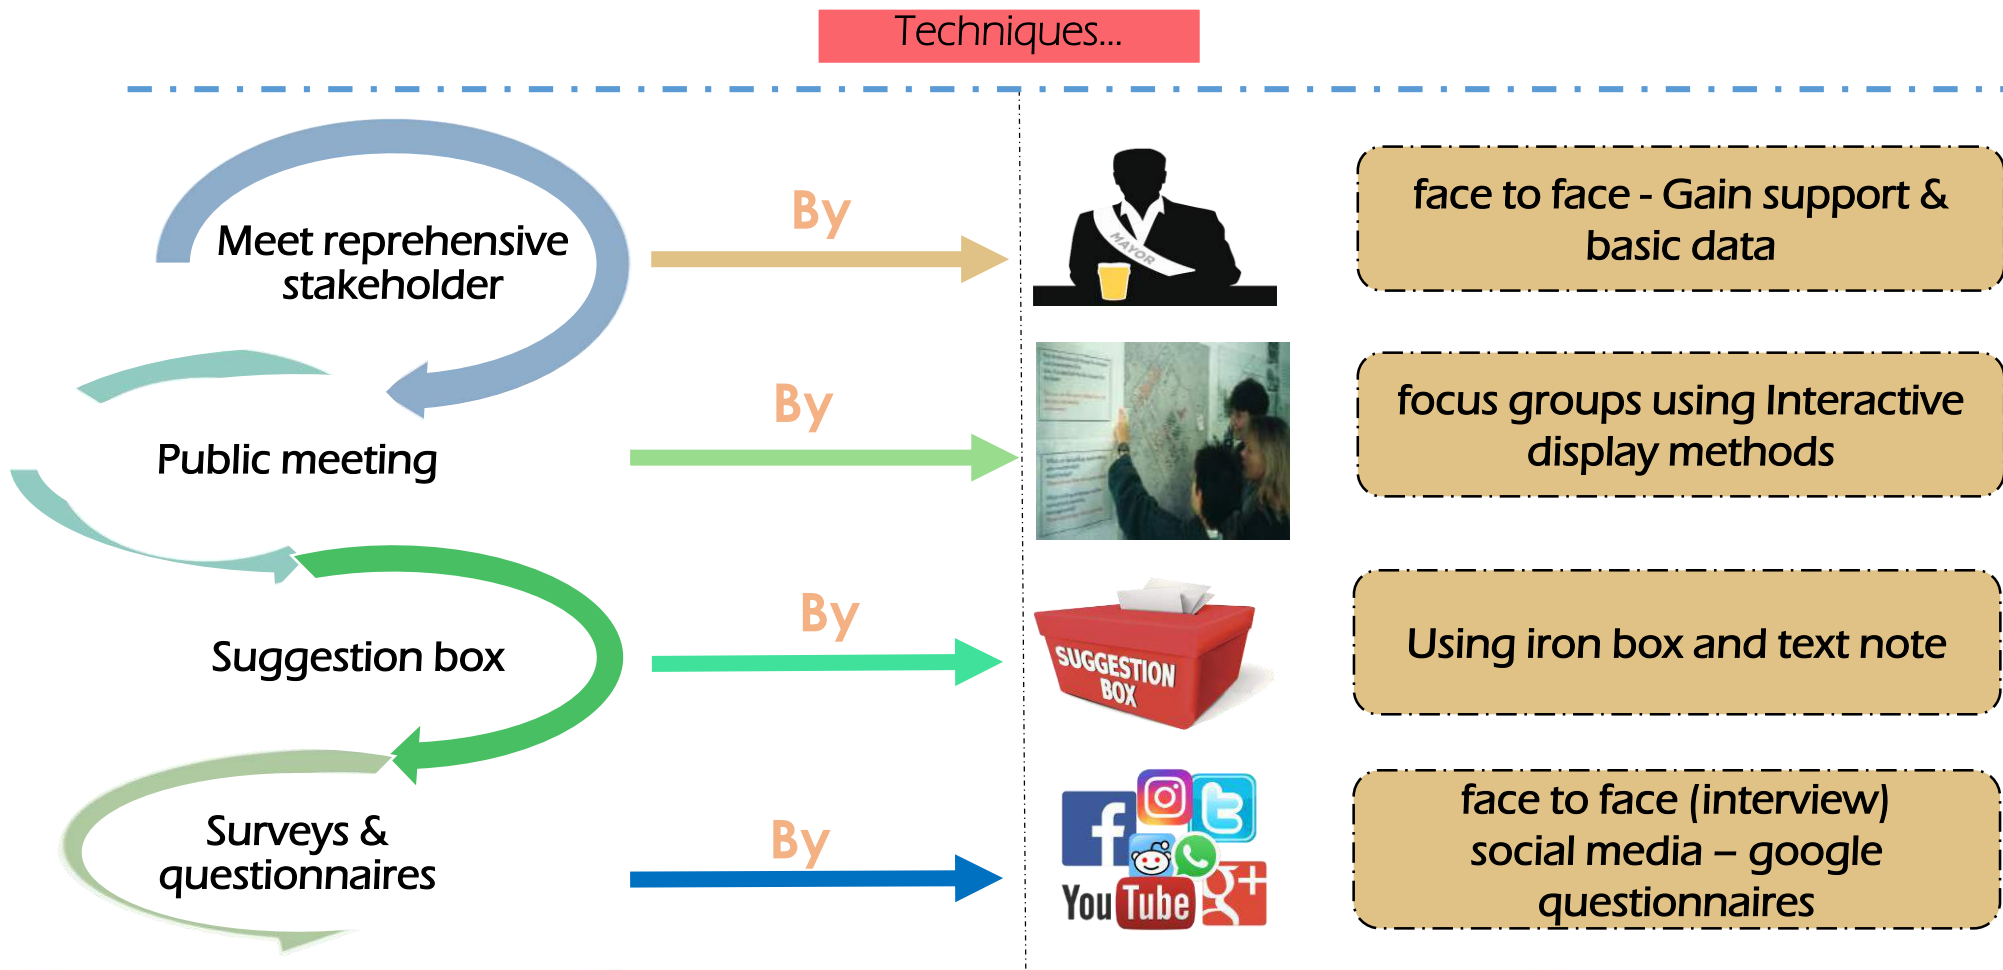 Techniques...
Meet reprehensive
stakeholder
By
MAYOR
face to face - Gain support &
basic data
Public meeting
By
focus groups using Interactive
display methods
Suggestion box
By
SUGGESTION
BOX
Using iron box and text note
Surveys &
questionnaires
By
f
t
g+
You Tube
face to face (interview)
social media – google
questionnaires